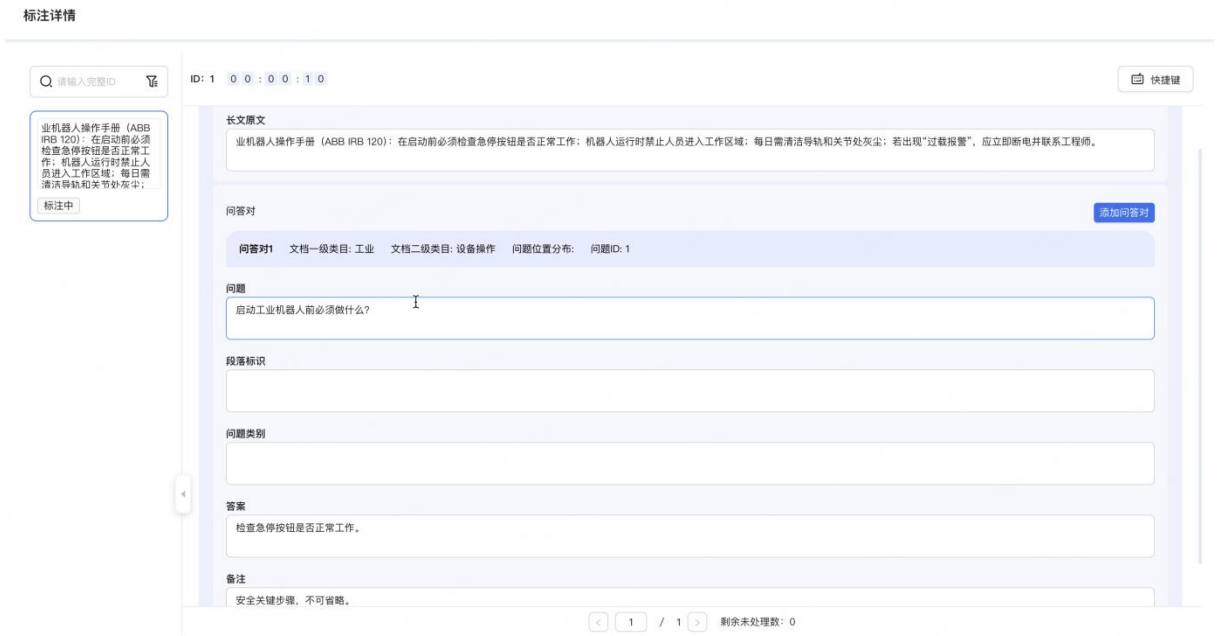 标注详情
请输入完整ID
ID: 1 00:00:10
快捷键
业机器人操作手册（ABB
IRB 120）：在启动前必须
检查急停按钮是否正常工
作；机器人运行时禁止人
员进入工作区域；每日需
清洁导轨和关节处灰尘；
标注中
长文原文
业机器人操作手册（ABB IRB 120）：在启动前必须检查急停按钮是否正常工作；机器人运行时禁止人员进入工作区域；每日需清洁导轨和关节处灰尘；若出现"过载报警"，应立即断电并联系工程师。
问答对
添加问答对
问答对1 文档一级类目: 工业 文档二级类目: 设备操作 问题位置分布: 问题ID: 1
问题
启动工业机器人前必须做什么?
段落标识
问题类别
答案
检查急停按钮是否正常工作。
备注
安全关键步骤，不可省略。
< 1 / 1 > 剩余未处理数: 0